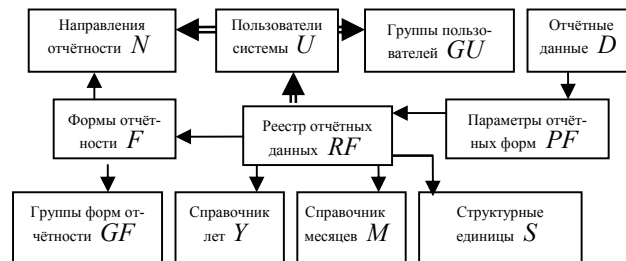 Направления
отчётности N
Пользователи
системы U
Группы пользо-
вателей GU
Отчётные
данные D
Формы отчёт-
ности F
Реестр отчётных
данных RF
Параметры отчёт-
ных форм PF
Группы форм от-
чётности GF
Справочник
лет Y
Справочник
месяцев M
Структурные
единицы S